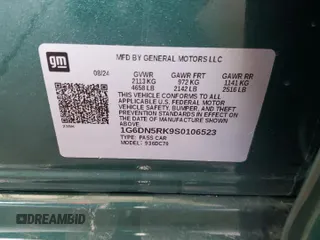 gm
MFD BY GENERAL MOTORS LLC
08/24 GVWR GAWR FRT GAWR RR
2113 KG 972 KG 1141 KG
4658 LB 2142 LB 2516 LB
THIS VEHICLE CONFORMS TO ALL
APPLICABLE U.S. FEDERAL MOTOR
VEHICLE SAFETY, BUMPER, AND THEFT
PREVENTION STANDARDS IN EFFECT ON
THE DATE OF MANUFACTURE SHOWN
ABOVE.
1G6DN5RK9S0106523
TYPE: PASS CAR
MODEL: 6DC79
DREAMBID